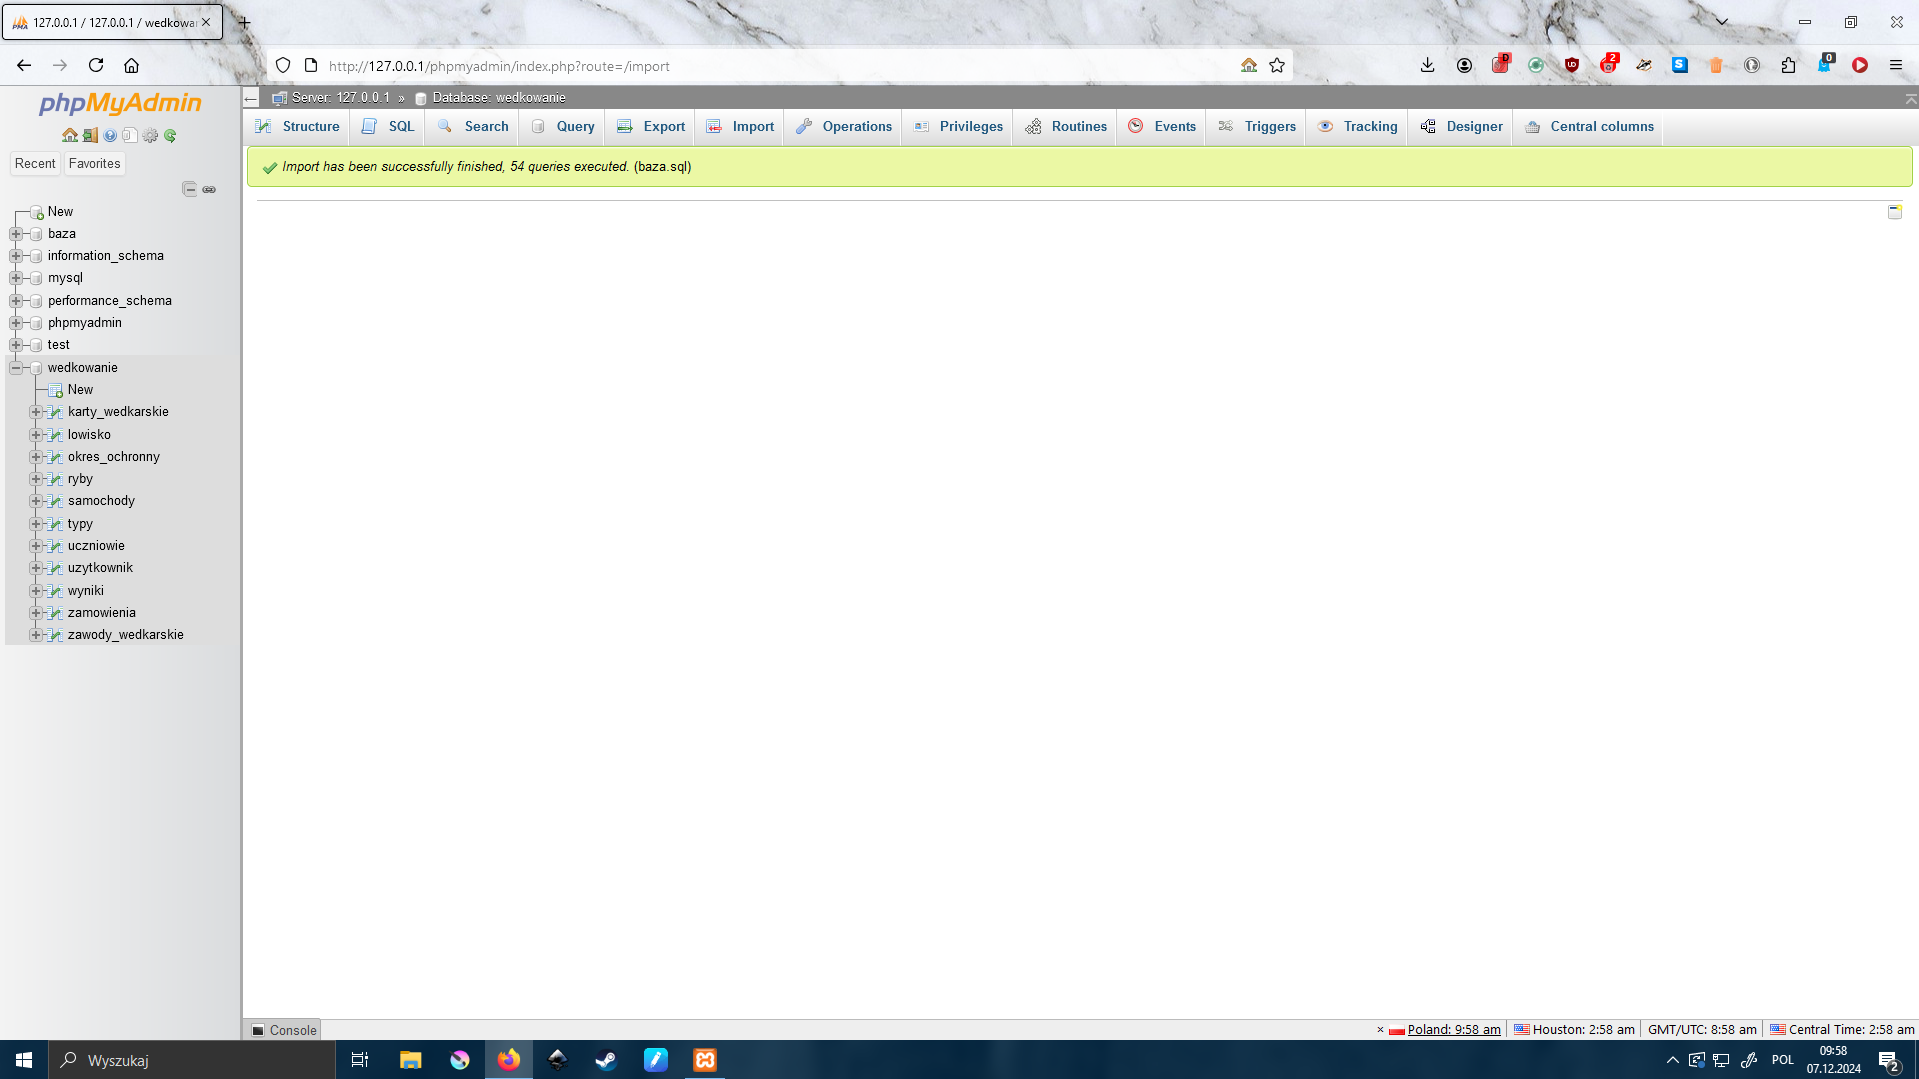 127.0.0.1 / 127.0.0.1 / wedkowan
http://127.0.0.1/phpmyadmin/index.php?route=/import
D
2
0
phpMyAdmin
Recent
Favorites
New
baza
information_schema
mysql
performance_schema
phpmyadmin
test
wedkowanie
New
karty_wedkarskie
lowisko
okres_ochronny
ryby
samochody
typy
uczniowie
uzytkownik
wyniki
zamowienia
zawody_wedkarskie
Server: 127.0.0.1 » Database: wedkowanie
Structure SQL Search Query Export Import Operations Privileges Routines Events Triggers Tracking Designer Central columns
Import has been successfully finished, 54 queries executed. (baza.sql)
Console
Poland: 9:58 am
Houston: 2:58 am
GMT/UTC: 8:58 am
Central Time: 2:58 am
Wyszukaj
POL
09:58
07.12.2024
2